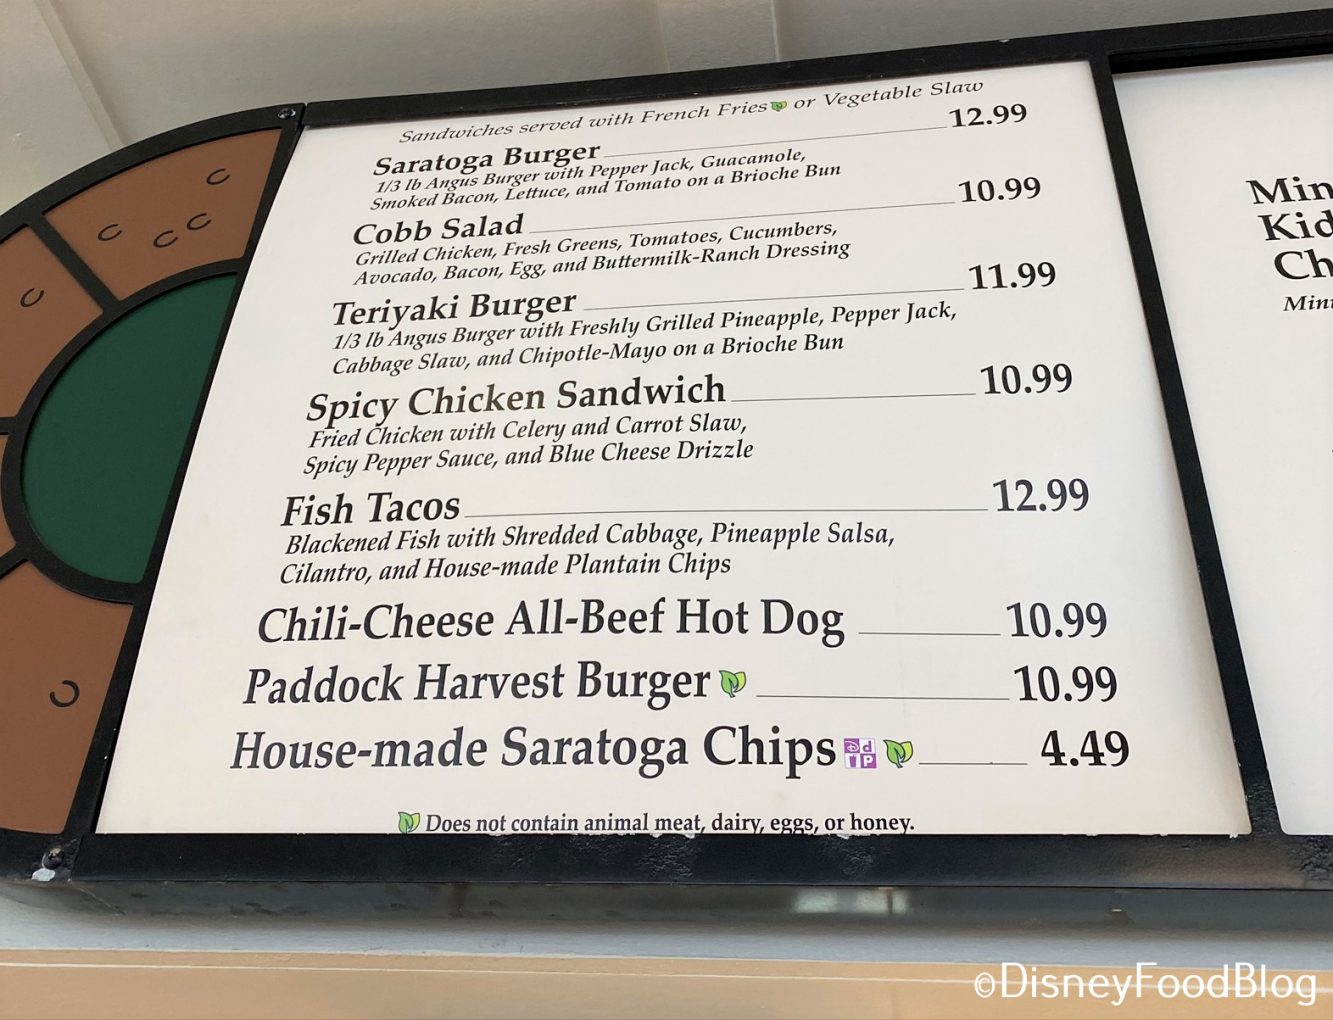 Sandwiches served with French Fries or Vegetable Slaw
Saratoga Burger 12.99
1/3 lb Angus Burger with Pepper Jack, Guacamole,
Smoked Bacon, Lettuce, and Tomato on a Brioche Bun
Cobb Salad 10.99
Grilled Chicken, Fresh Greens, Tomatoes, Cucumbers,
Avocado, Bacon, Egg, and Buttermilk-Ranch Dressing
Teriyaki Burger 11.99
1/3 lb Angus Burger with Freshly Grilled Pineapple, Pepper Jack,
Cabbage Slaw, and Chipotle-Mayo on a Brioche Bun
Spicy Chicken Sandwich 10.99
Fried Chicken with Celery and Carrot Slaw,
Spicy Pepper Sauce, and Blue Cheese Drizzle
Fish Tacos 12.99
Blackened Fish with Shredded Cabbage, Pineapple Salsa,
Cilantro, and House-made Plantain Chips
Chili-Cheese All-Beef Hot Dog 10.99
Paddock Harvest Burger 10.99
House-made Saratoga Chips DdIP 4.49
Does not contain animal meat, dairy, eggs, or honey.
Min
Kid
Ch
Min
©DisneyFoodBlog